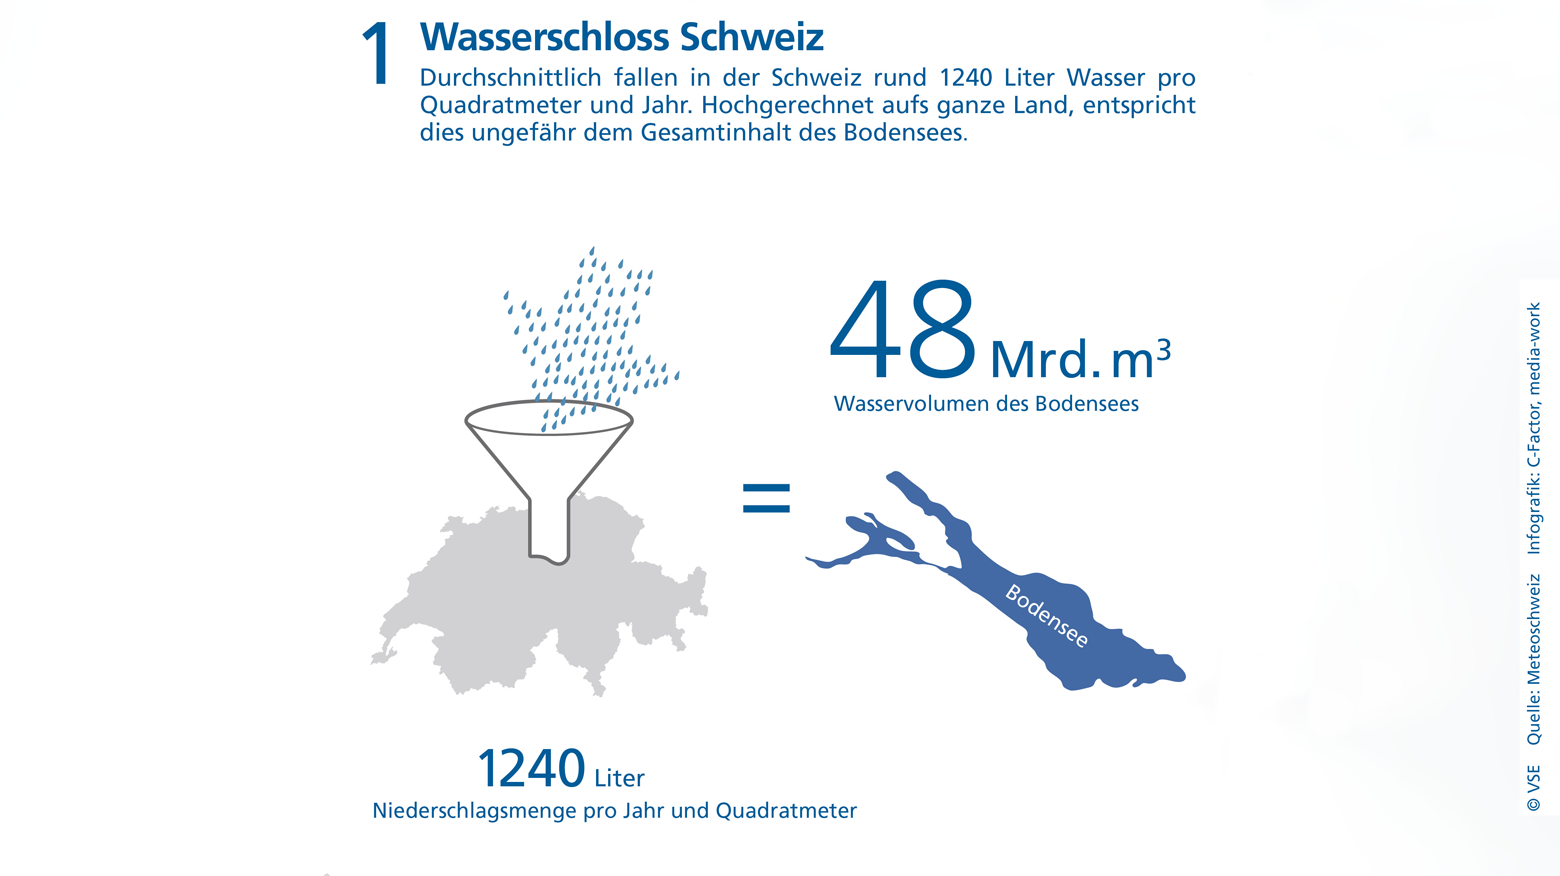 1 Wasserschloss Schweiz
Durchschnittlich fallen in der Schweiz rund 1240 Liter Wasser pro
Quadratmeter und Jahr. Hochgerechnet aufs ganze Land, entspricht
dies ungefähr dem Gesamtinhalt des Bodensees.
48 Mrd. m³
Wasservolumen des Bodensees
=
Bodensee
1240 Liter
Niederschlagsmenge pro Jahr und Quadratmeter
© VSE Quelle: Meteoschweiz Infografik: C-Factor, media-work